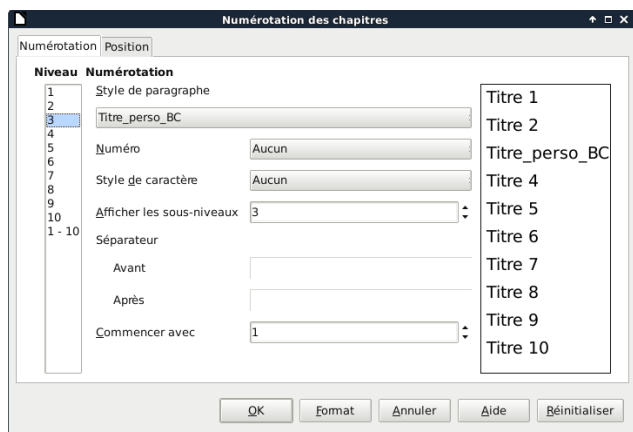 Numérotation des chapitres
Numérotation Position
Niveau Numérotation
1
2
3
4
5
6
7
8
9
10
1 - 10
Style de paragraphe
Titre_perso_BC
Numéro Aucun
Style de caractère Aucun
Afficher les sous-niveaux 3
Séparateur
Avant
Après
Commencer avec 1
Titre 1
Titre 2
Titre_perso_BC
Titre 4
Titre 5
Titre 6
Titre 7
Titre 8
Titre 9
Titre 10
OK Format Annuler Aide Réinitialiser